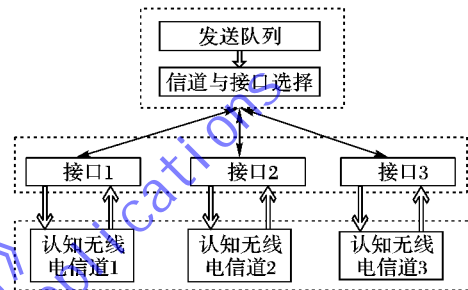 发送队列
信道与接口选择
接口1
接口2
接口3
认知无线
电信道1
认知无线
电信道2
认知无线
电信道3
》
plications